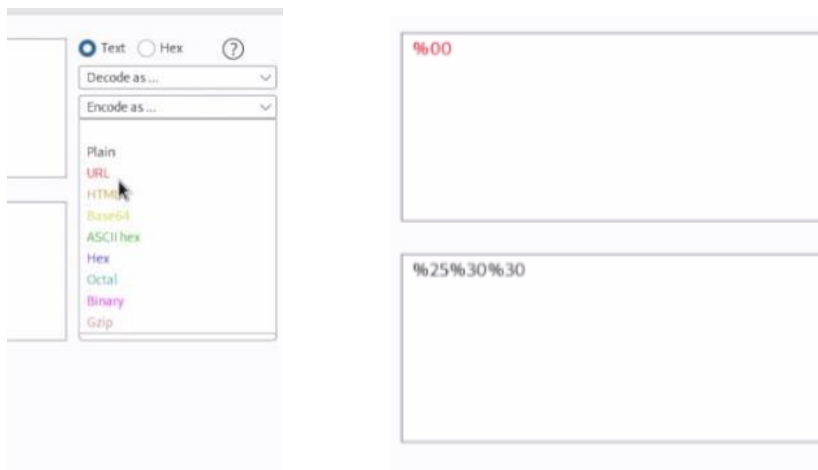 Text Hex ?
Decode as ...
Encode as ...
Plain
URL
HTML
Base64
ASCII hex
Hex
Octal
Binary
Gzip
%00
%25%30%30